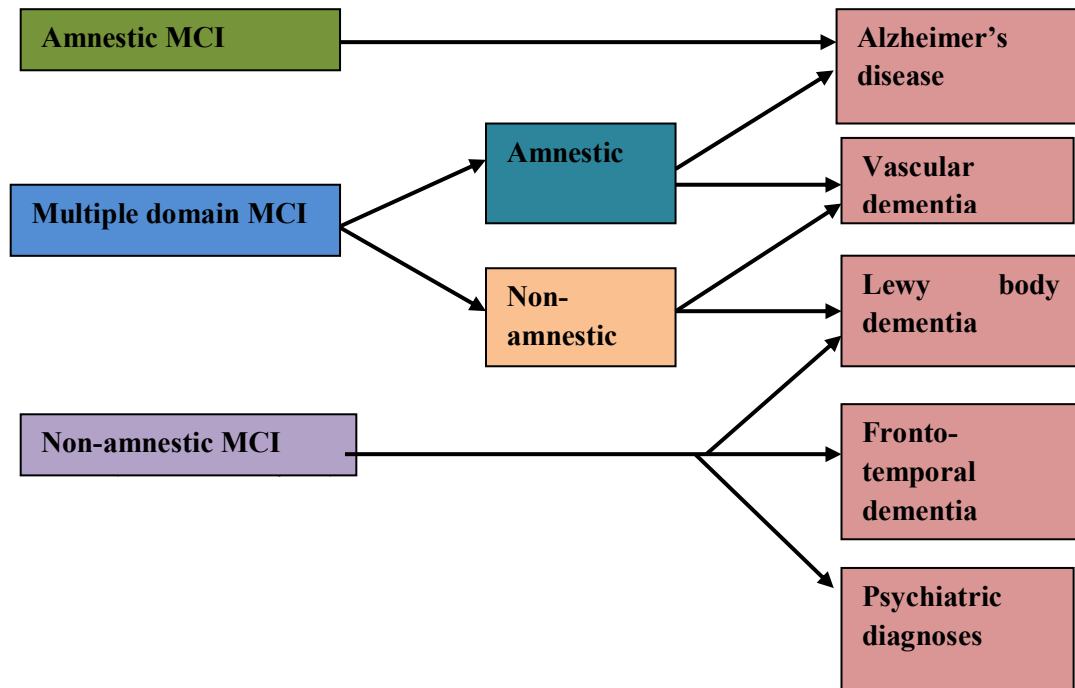 Amnestic MCI
Alzheimer’s
disease
Amnestic
Vascular
dementia
Multiple domain MCI
Non-
amnestic
Lewy body
dementia
Non-amnestic MCI
Fronto-
temporal
dementia
Psychiatric
diagnoses